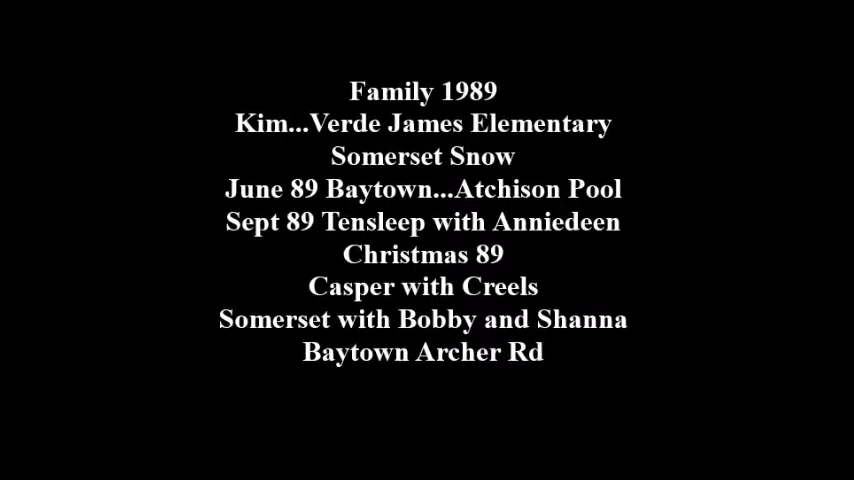 Family 1989
Kim...Verde James Elementary
Somerset Snow
June 89 Baytown...Atchison Pool
Sept 89 Tensleep with Anniedeen
Christmas 89
Casper with Creels
Somerset with Bobby and Shanna
Baytown Archer Rd